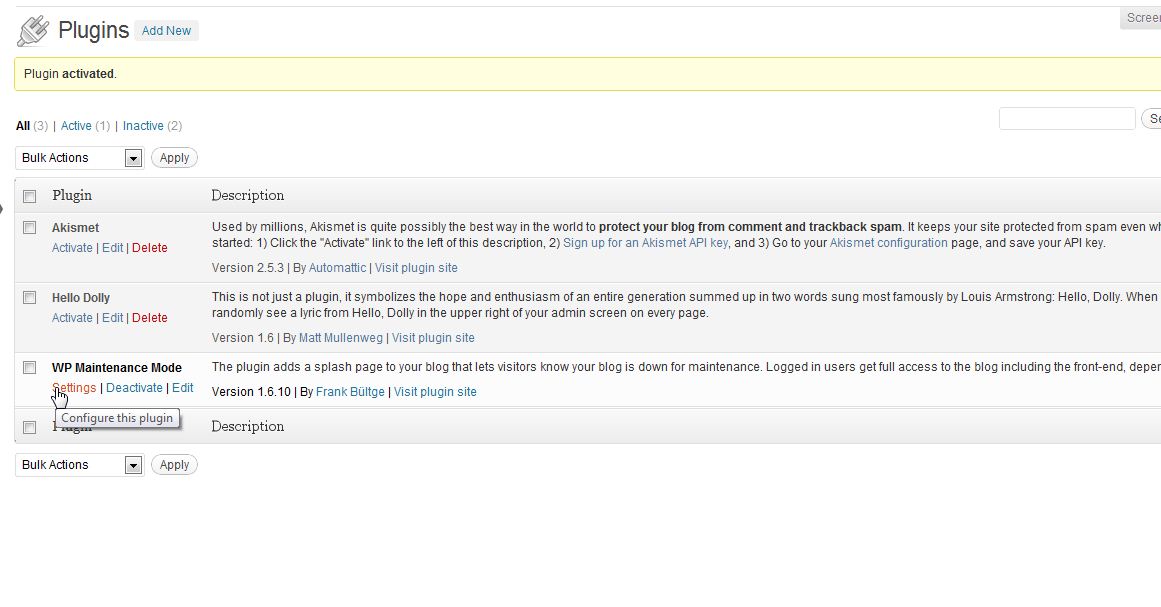 Plugins Add New
Plugin activated.
All (3) | Active (1) | Inactive (2)
Bulk Actions Apply
Plugin Description
Akismet Used by millions, Akismet is quite possibly the best way in the world to protect your blog from comment and trackback spam. It keeps your site protected from spam even
Activate | Edit | Delete started: 1) Click the "Activate" link to the left of this description, 2) Sign up for an Akismet API key, and 3) Go to your Akismet configuration page, and save your API key.
Version 2.5.3 | By Automattic | Visit plugin site
Hello Dolly This is not just a plugin, it symbolizes the hope and enthusiasm of an entire generation summed up in two words sung most famously by Louis Armstrong: Hello, Dolly. When
Activate | Edit | Delete randomly see a lyric from Hello, Dolly in the upper right of your admin screen on every page.
Version 1.6 | By Matt Mullenweg | Visit plugin site
WP Maintenance Mode The plugin adds a splash page to your blog that lets visitors know your blog is down for maintenance. Logged in users get full access to the blog including the front-end,
Settings | Deactivate | Edit Version 1.6.10 | By Frank Bültge | Visit plugin site
Configure this plugin
Plugin Description
Bulk Actions Apply